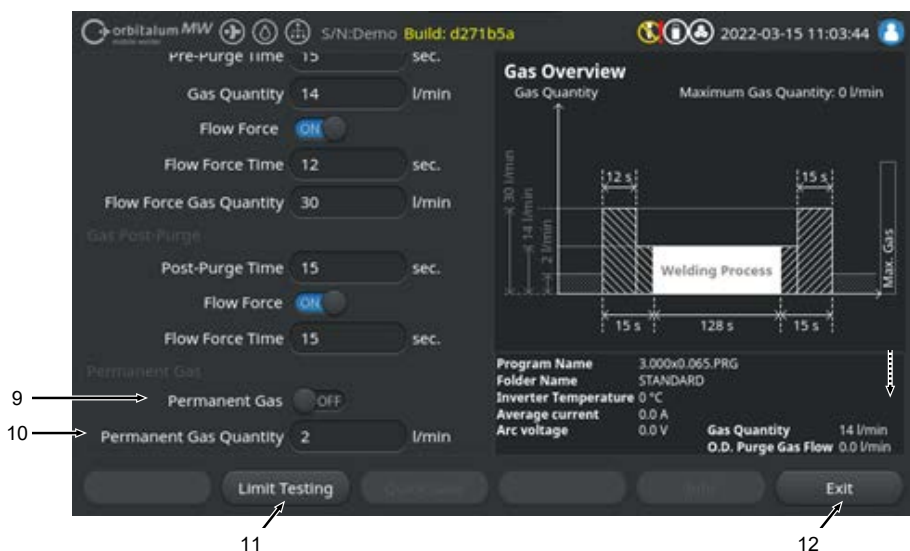 orbitalum MW
mobile welder
S/N:Demo Build: d271b5a
2022-03-15 11:03:44
Pre-Purge Time 15 sec.
Gas Quantity 14 l/min
Flow Force ON
Flow Force Time 12 sec.
Flow Force Gas Quantity 30 l/min
Gas Post-Purge
Post-Purge Time 15 sec.
Flow Force ON
Flow Force Time 15 sec.
Permanent Gas
9
Permanent Gas OFF
10
Permanent Gas Quantity 2 l/min
Gas Overview
Gas Quantity
Maximum Gas Quantity: 0 l/min
30 l/min
14 l/min
2 l/min
12 s
15 s
Welding Process
Max. Gas
15 s
128 s
15 s
Program Name 3.000x0.065.PRG
Folder Name STANDARD
Inverter Temperature 0 °C
Average current 0.0 A
Arc voltage 0.0 V
Gas Quantity 14 l/min
O.D. Purge Gas Flow 0.0 l/min
Limit Testing
Quick Save
Info
Exit
11
12